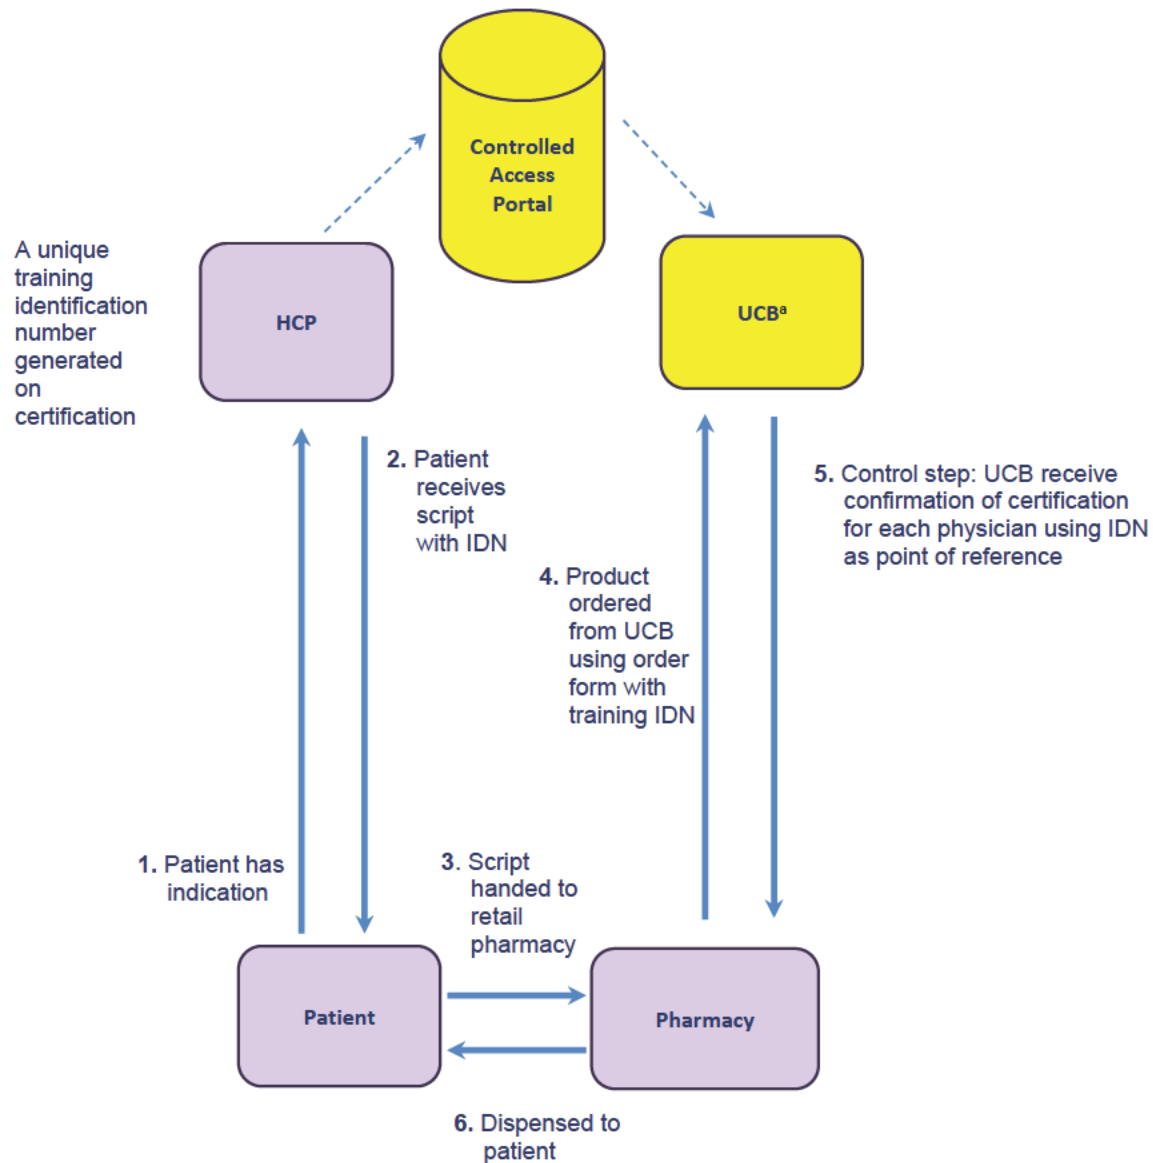 Controlled
Access
Portal
A unique
training
identification
number
generated
on
certification
HCP
UCBᵃ
2. Patient
receives
script
with IDN
5. Control step: UCB receive
confirmation of certification
for each physician using IDN
as point of reference
4. Product
ordered
from UCB
using order
form with
training IDN
1. Patient has
indication
3. Script
handed to
retail
pharmacy
Patient
Pharmacy
6. Dispensed to
patient